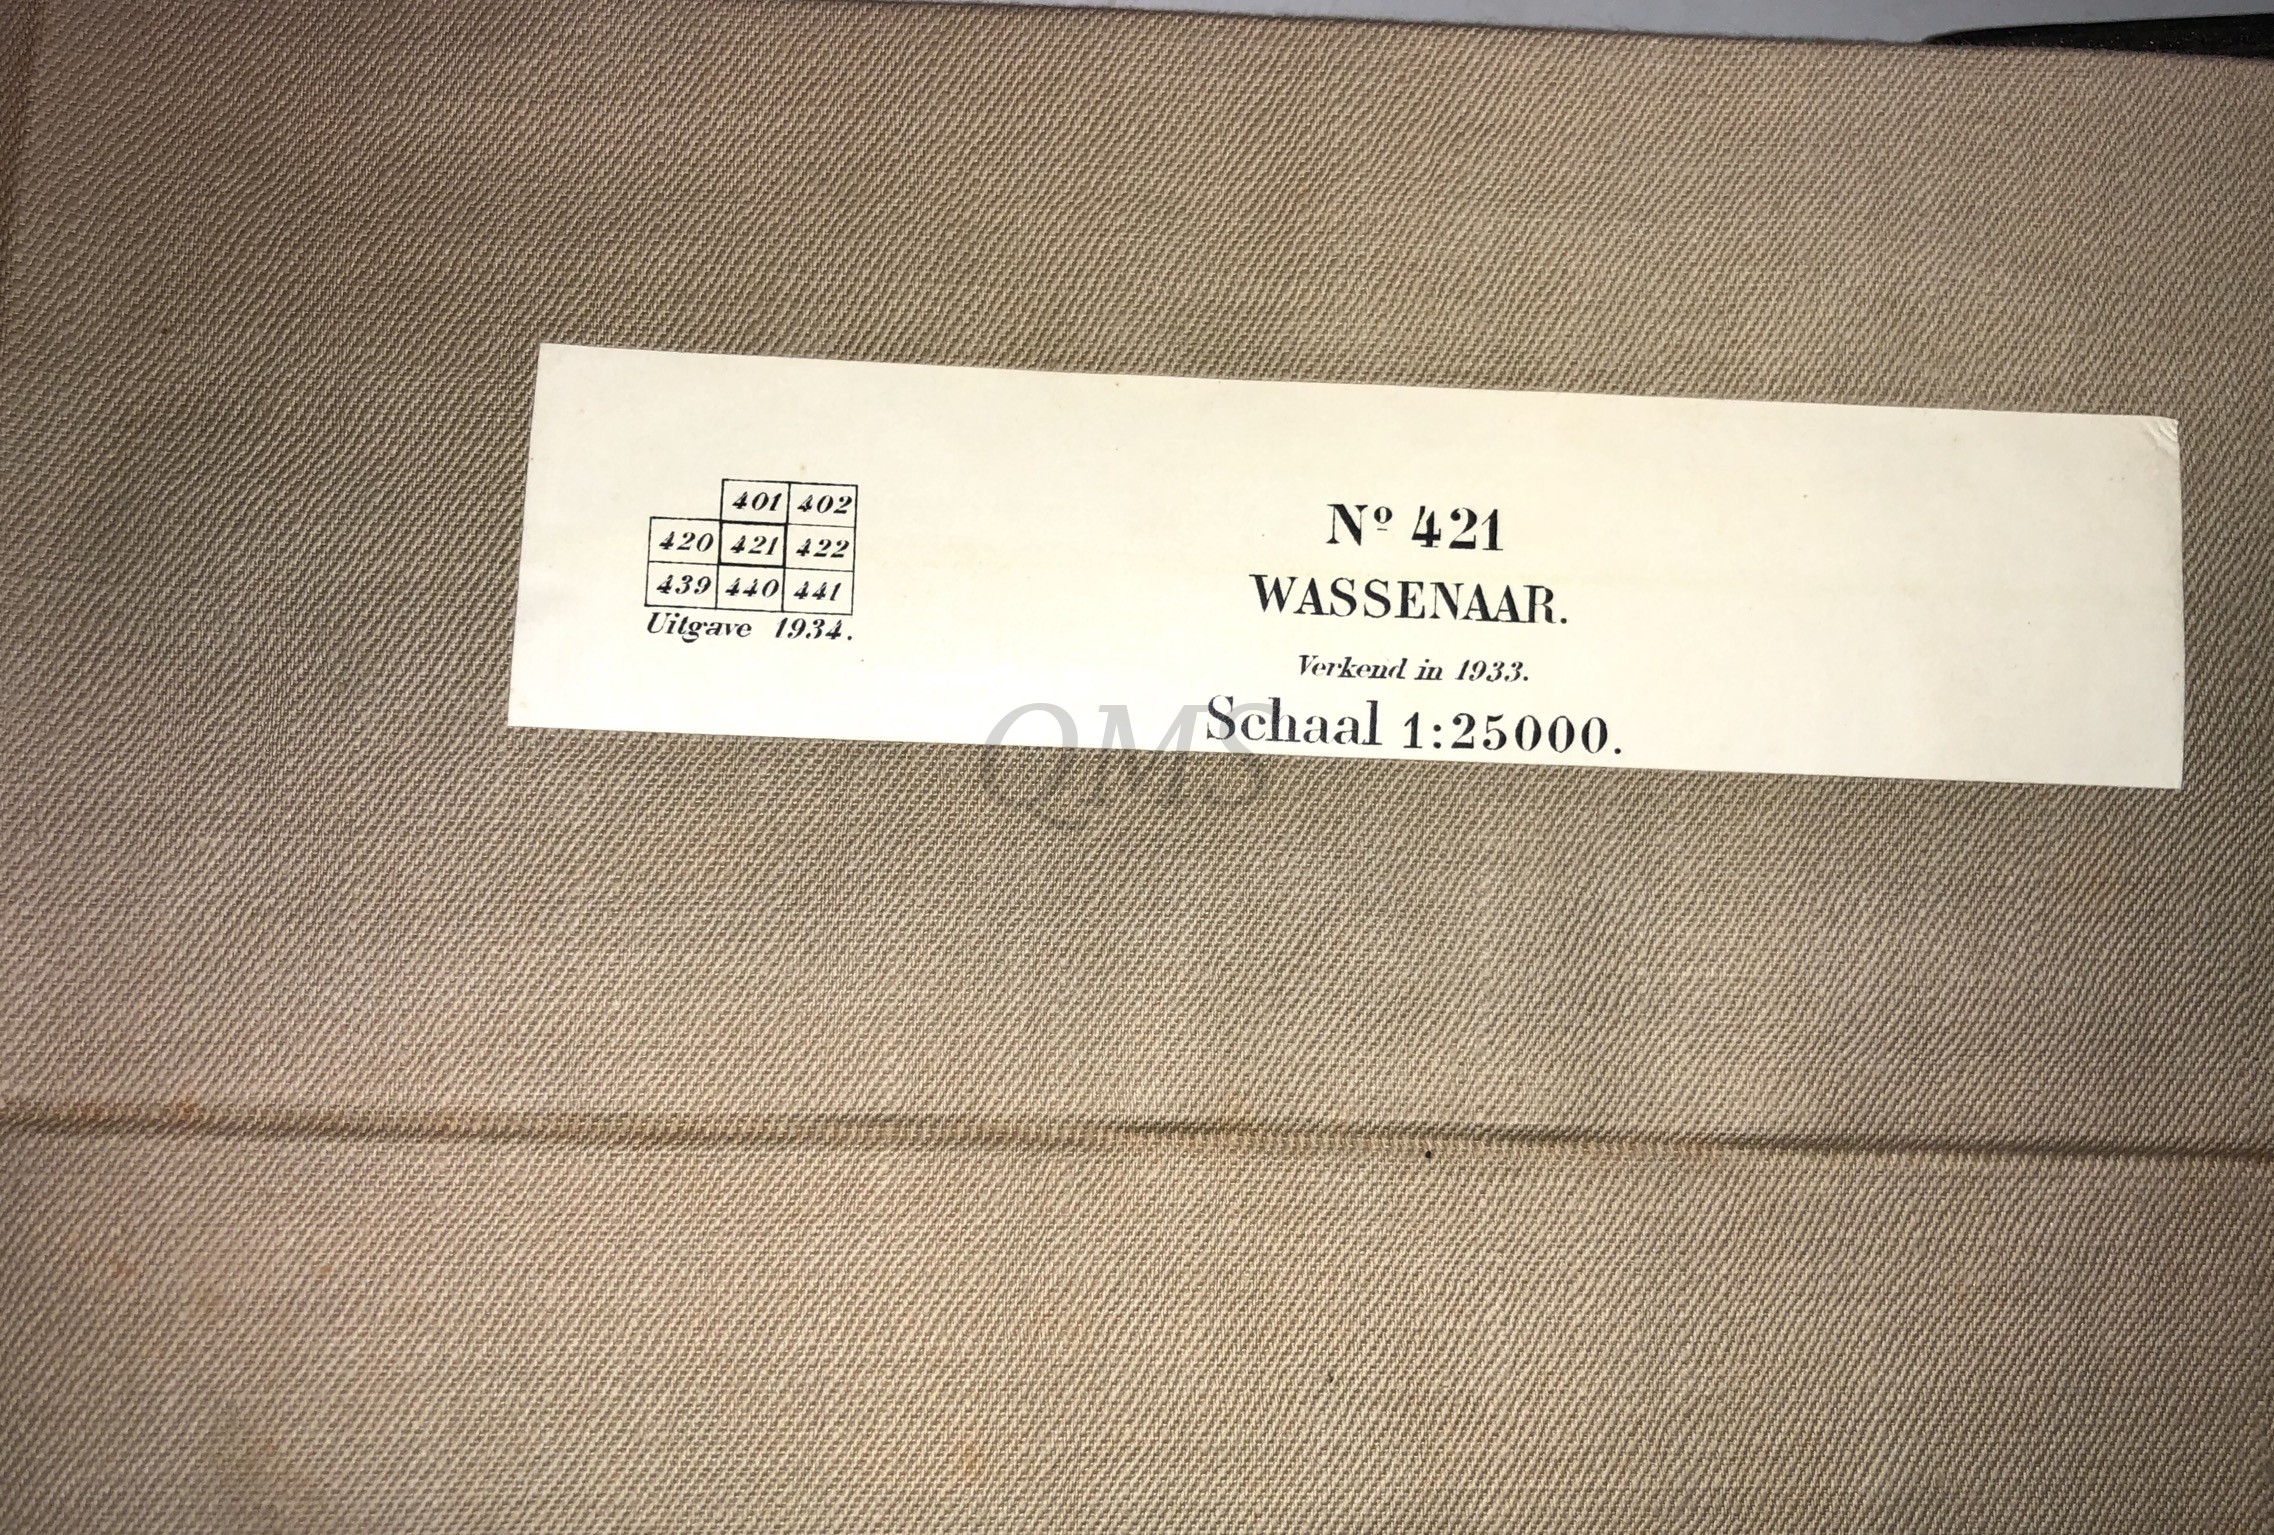 401 402
420 421 422
439 440 441
Uitgave 1934.
Nº 421
WASSENAAR.
Verkend in 1933.
Schaal 1:25000.
QMS